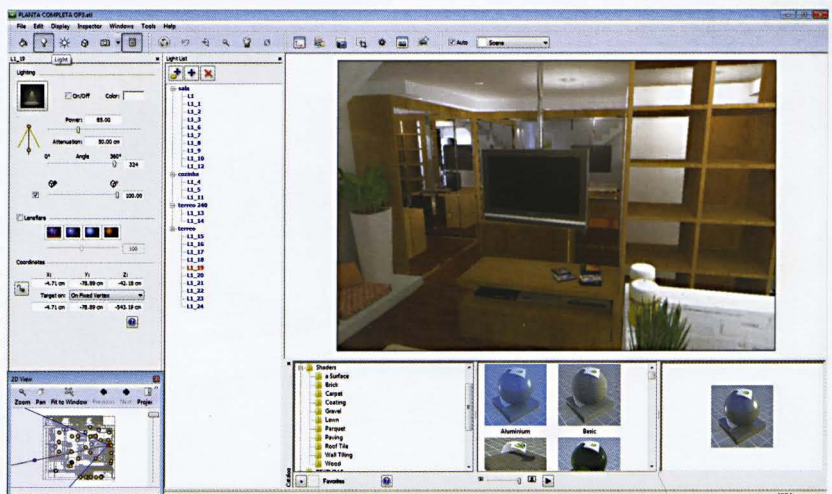 PLANTA COMPLETA OP3.atl
File Edit Display Inspector Windows Tools Help
Auto Scene
L1_19 Light
Lighting
On/Off Color:
Power: 85.00
Attenuation: 50.00 cm
0° Angle 360°
324
100.00
Lensflare
100
Coordinates
X: Y: Z:
-4.71 cm -78.89 cm -42.18 cm
Target on: On Fixed Vertex
-4.71 cm -78.89 cm -543.19 cm
2D View
Zoom Pan Fit to Window Previous Next Projec
Light List
sala
L1
L1_1
L1_2
L1_3
L1_6
L1_7
L1_8
L1_9
L1_10
L1_12
cozinha
L1_4
L1_5
L1_11
terreo 240
L1_13
L1_14
terreo
L1_15
L1_16
L1_17
L1_18
L1_19
L1_20
L1_21
L1_22
L1_23
L1_24
Catalog
Shaders
a Surface
Brick
Carpet
Coating
Gravel
Lawn
Parquet
Paving
Roof Tile
Wall Tiling
Wood
Favorites
Aluminium Basic